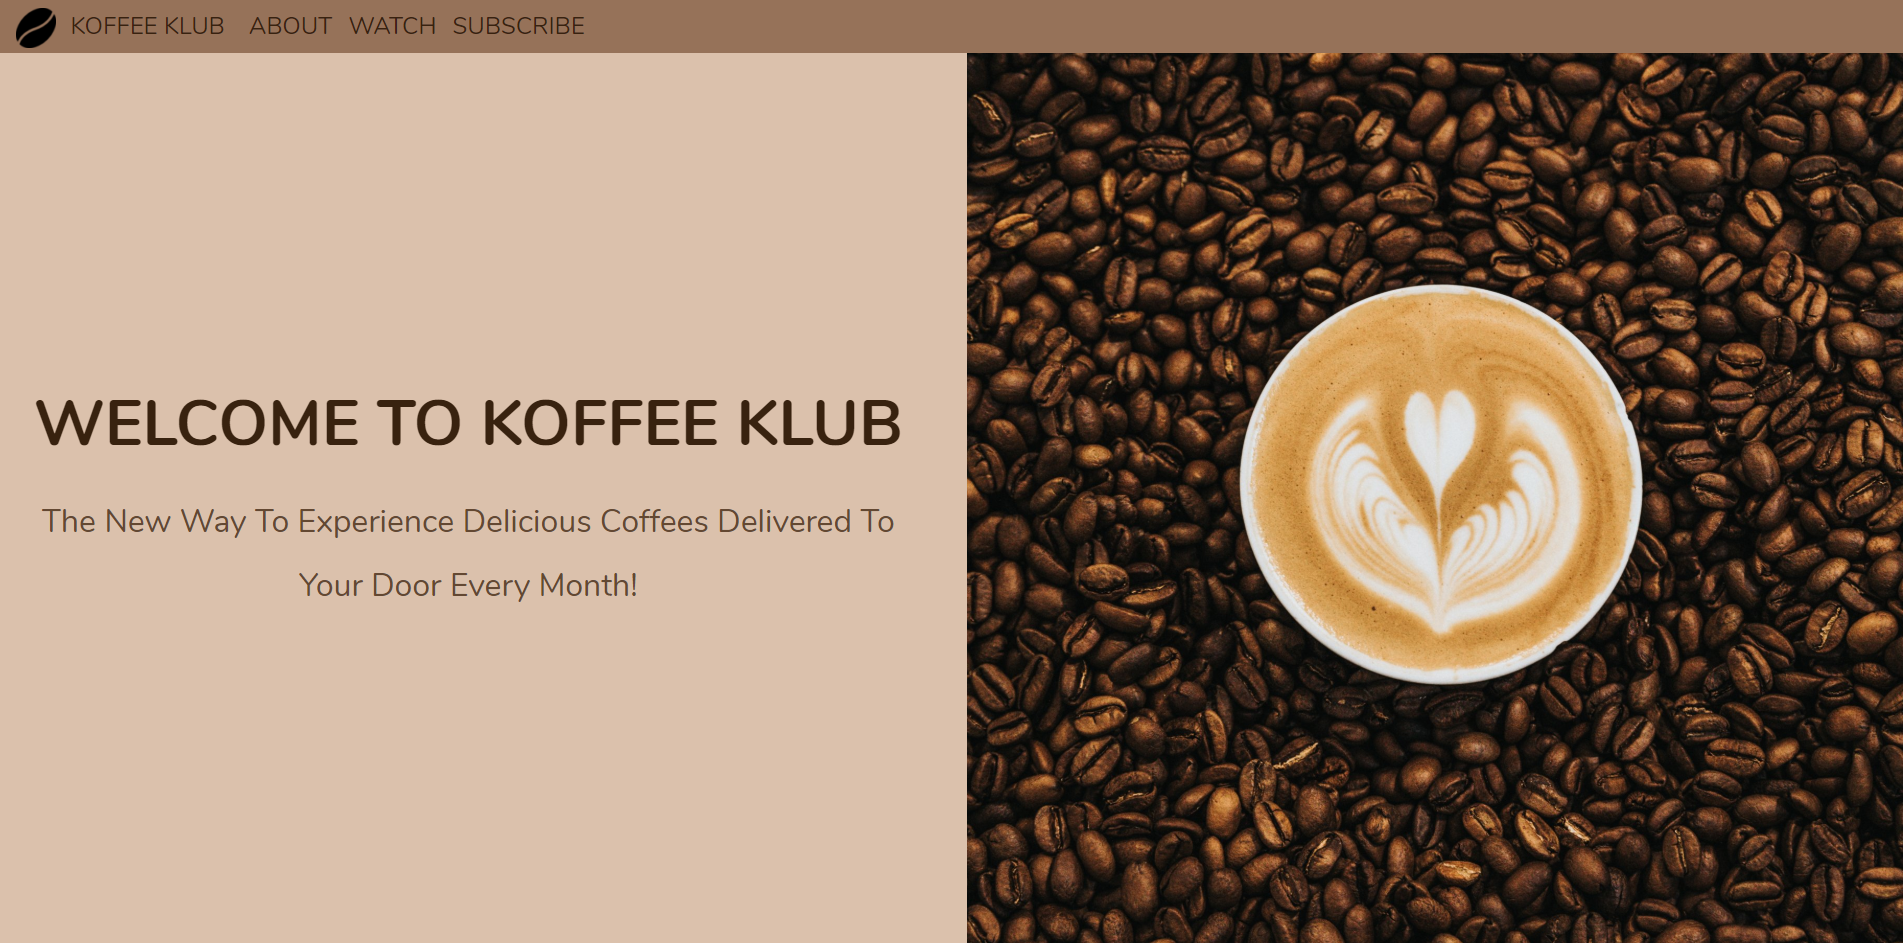 KOFFEE KLUB ABOUT WATCH SUBSCRIBE
WELCOME TO KOFFEE KLUB
The New Way To Experience Delicious Coffees Delivered To
Your Door Every Month!